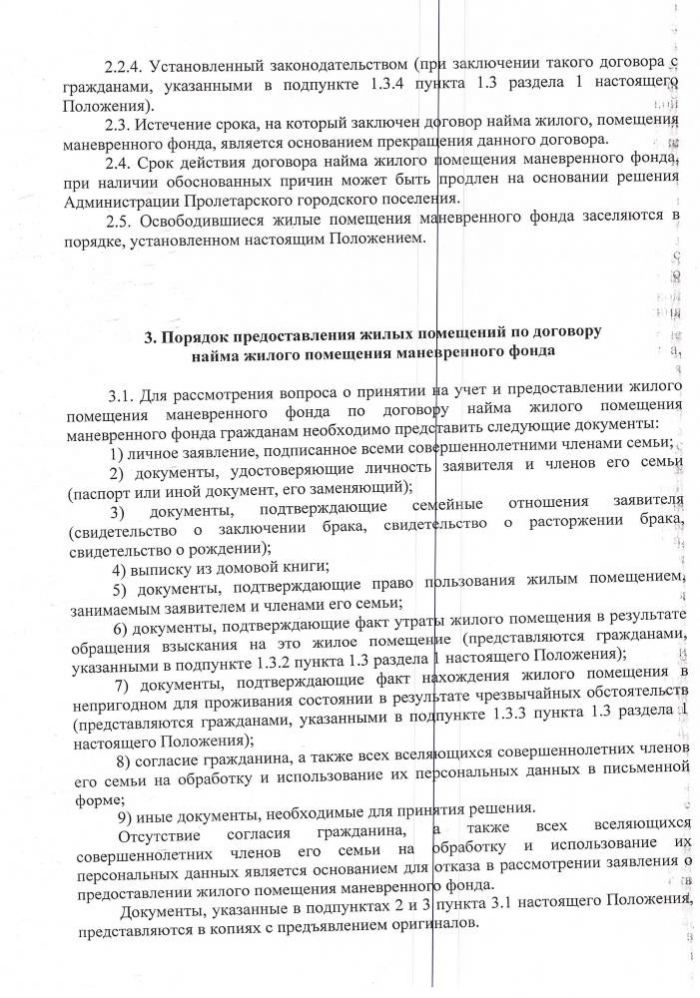 2.2.4. Установленный законодательством (при заключении такого договора с
гражданами, указанными в подпункте 1.3.4 пункта 1.3 раздела 1 настоящего
Положения).
2.3. Истечение срока, на который заключен договор найма жилого, помещения
маневренного фонда, является основанием прекращения данного договора.
2.4. Срок действия договора найма жилого помещения маневренного фонда,
при наличии обоснованных причин может быть продлен на основании решения
Администрации Пролетарского городского поселения.
2.5. Освободившиеся жилые помещения маневренного фонда заселяются в
порядке, установленном настоящим Положением.
3. Порядок предоставления жилых помещений по договору
найма жилого помещения маневренного фонда
3.1. Для рассмотрения вопроса о принятии на учет и предоставлении жилого
помещения маневренного фонда по договору найма жилого помещения
маневренного фонда гражданам необходимо представить следующие документы:
1) личное заявление, подписанное всеми совершеннолетними членами семьи;
2) документы, удостоверяющие личность заявителя и членов его семьи
(паспорт или иной документ, его заменяющий);
3) документы, подтверждающие семейные отношения заявителя
(свидетельство о заключении брака, свидетельство о расторжении брака,
свидетельство о рождении);
4) выписку из домовой книги;
5) документы, подтверждающие право пользования жилым помещением,
занимаемым заявителем и членами его семьи;
6) документы, подтверждающие факт утраты жилого помещения в результате
обращения взыскания на это жилое помещение (представляются гражданами,
указанными в подпункте 1.3.2 пункта 1.3 раздела 1 настоящего Положения);
7) документы, подтверждающие факт нахождения жилого помещения в
непригодном для проживания состоянии в результате чрезвычайных обстоятельств
(представляются гражданами, указанными в подпункте 1.3.3 пункта 1.3 раздела 1
настоящего Положения);
8) согласие гражданина, а также всех вселяющихся совершеннолетних членов
его семьи на обработку и использование их персональных данных в письменной
форме;
9) иные документы, необходимые для принятия решения.
Отсутствие согласия гражданина, а также всех вселяющихся
совершеннолетних членов его семьи на обработку и использование их
персональных данных является основанием для отказа в рассмотрении заявления о
предоставлении жилого помещения маневренного фонда.
Документы, указанные в подпунктах 2 и 3 пункта 3.1 настоящего Положения,
представляются в копиях с предъявлением оригиналов.